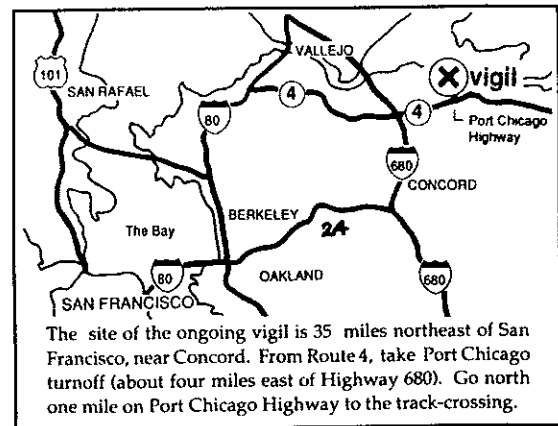 VALLEJO
101
SAN RAFAEL
X vigil
80
4
4
Port Chicago
Highway
680
CONCORD
BERKELEY
24
The Bay
80
OAKLAND
680
SAN FRANCISCO
The site of the ongoing vigil is 35 miles northeast of San
Francisco, near Concord. From Route 4, take Port Chicago
turnoff (about four miles east of Highway 680). Go north
one mile on Port Chicago Highway to the track-crossing.